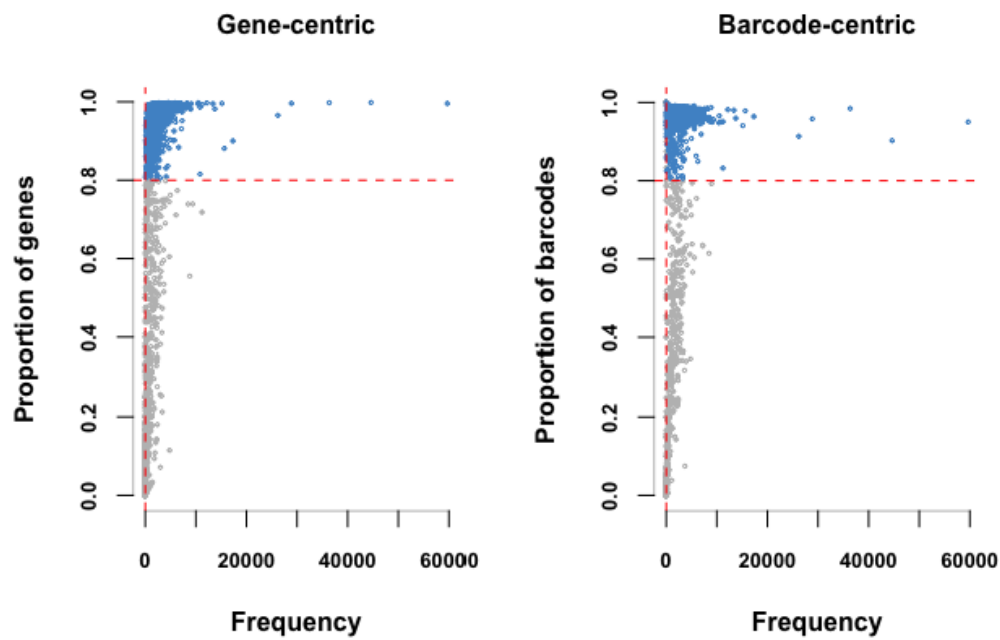 Gene-centric
Proportion of genes
1.0
0.8
0.6
0.4
0.2
0.0
0 20000 40000 60000
Frequency
Barcode-centric
Proportion of barcodes
1.0
0.8
0.6
0.4
0.2
0.0
0 20000 40000 60000
Frequency